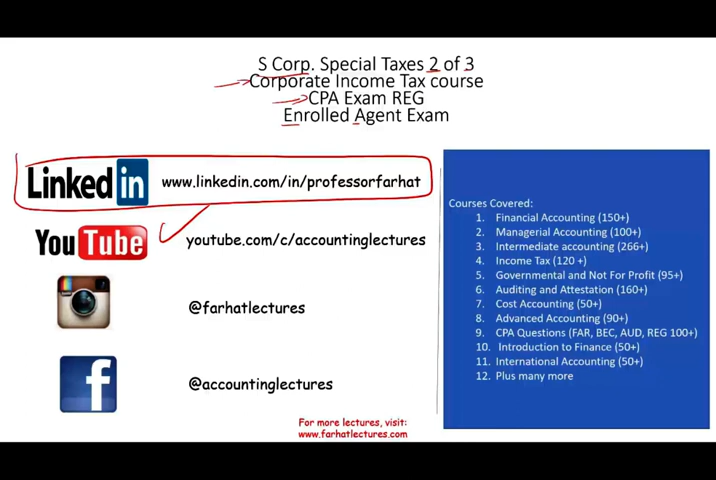 S Corp. Special Taxes 2 of 3
Corporate Income Tax course
CPA Exam REG
Enrolled Agent Exam
Linked in www.linkedin.com/in/professorfarhat
You Tube youtube.com/c/accountinglectures
@farhatlectures
f @accountinglectures
For more lectures, visit:
www.farhatlectures.com
Courses Covered:
1. Financial Accounting (150+)
2. Managerial Accounting (100+)
3. Intermediate accounting (266+)
4. Income Tax (120 +)
5. Governmental and Not For Profit (95+)
6. Auditing and Attestation (160+)
7. Cost Accounting (50+)
8. Advanced Accounting (90+)
9. CPA Questions (FAR, BEC, AUD, REG 100+)
10. Introduction to Finance (50+)
11. International Accounting (50+)
12. Plus many more